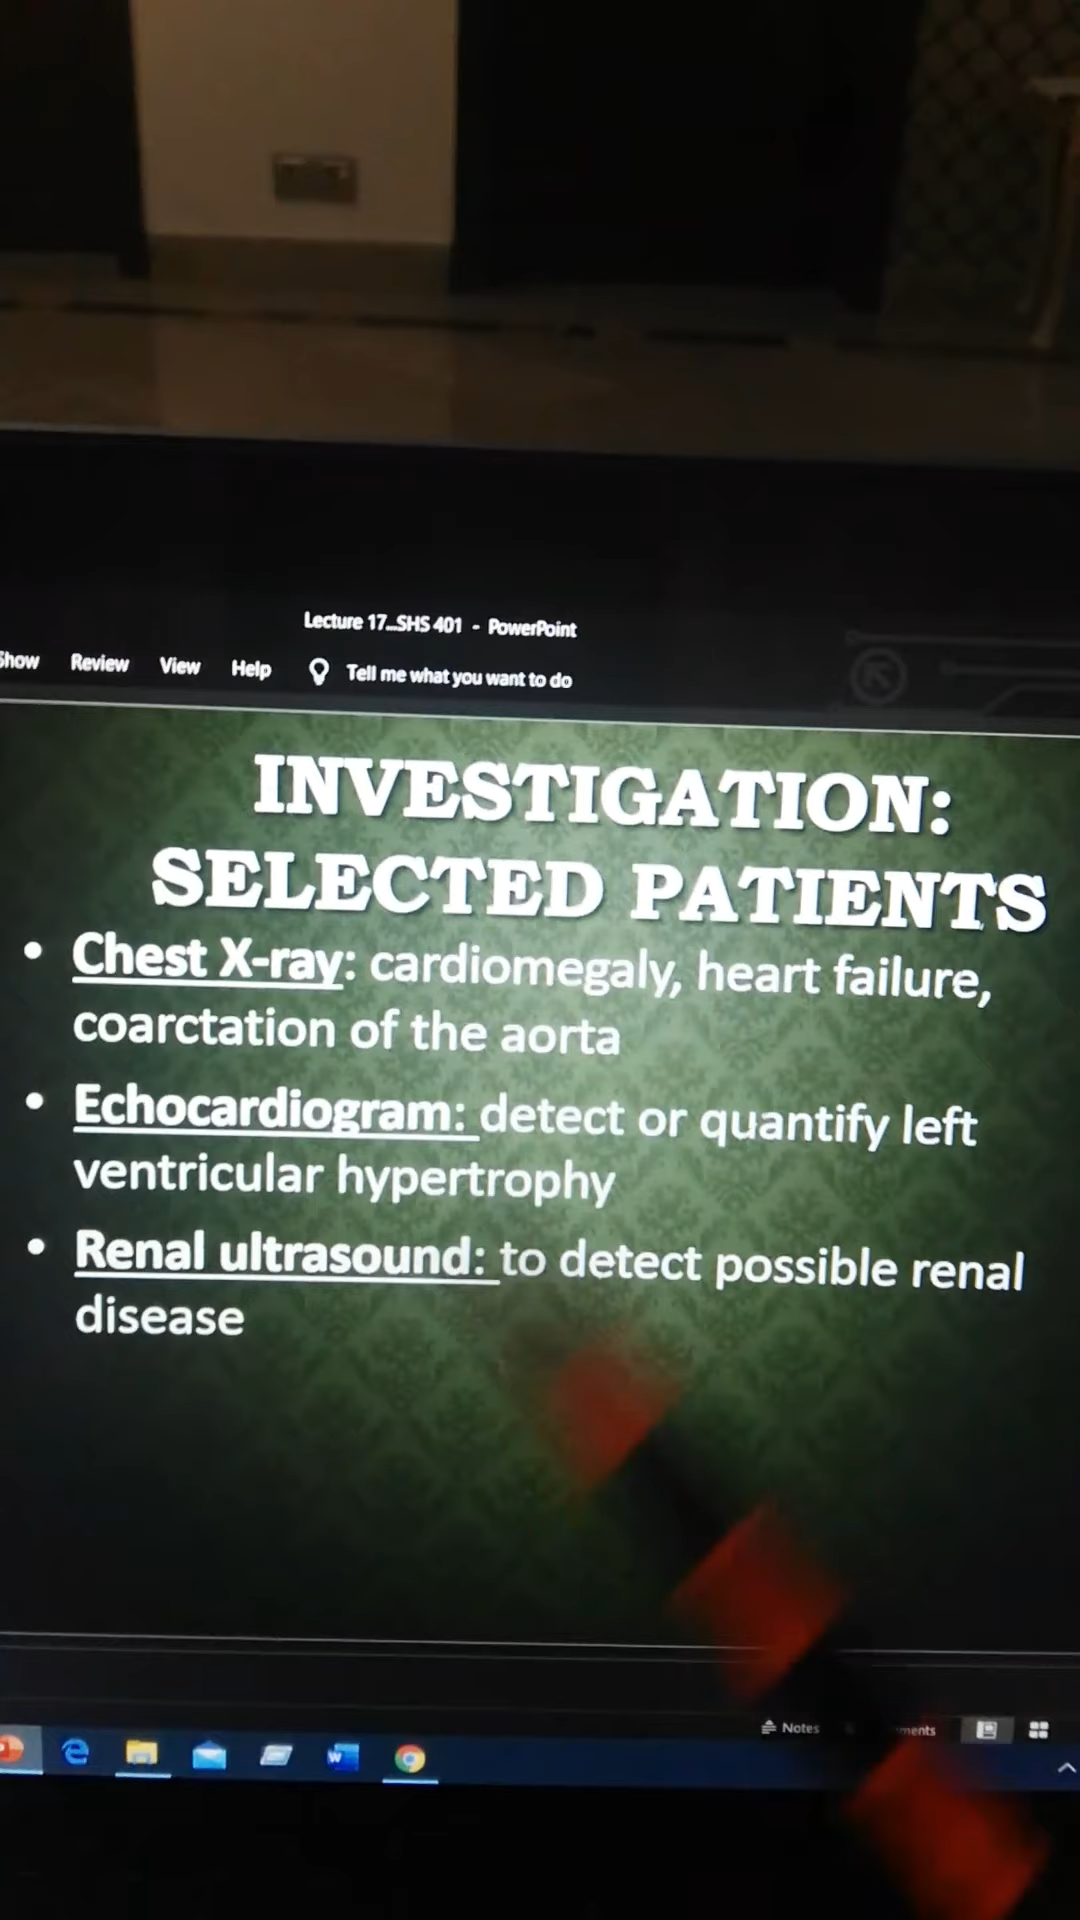 Lecture 17...SHS 401 - PowerPoint
Show Review View Help Tell me what you want to do
INVESTIGATION:
SELECTED PATIENTS
• Chest X-ray: cardiomegaly, heart failure,
coarctation of the aorta
• Echocardiogram: detect or quantify left
ventricular hypertrophy
• Renal ultrasound: to detect possible renal
disease
Notes